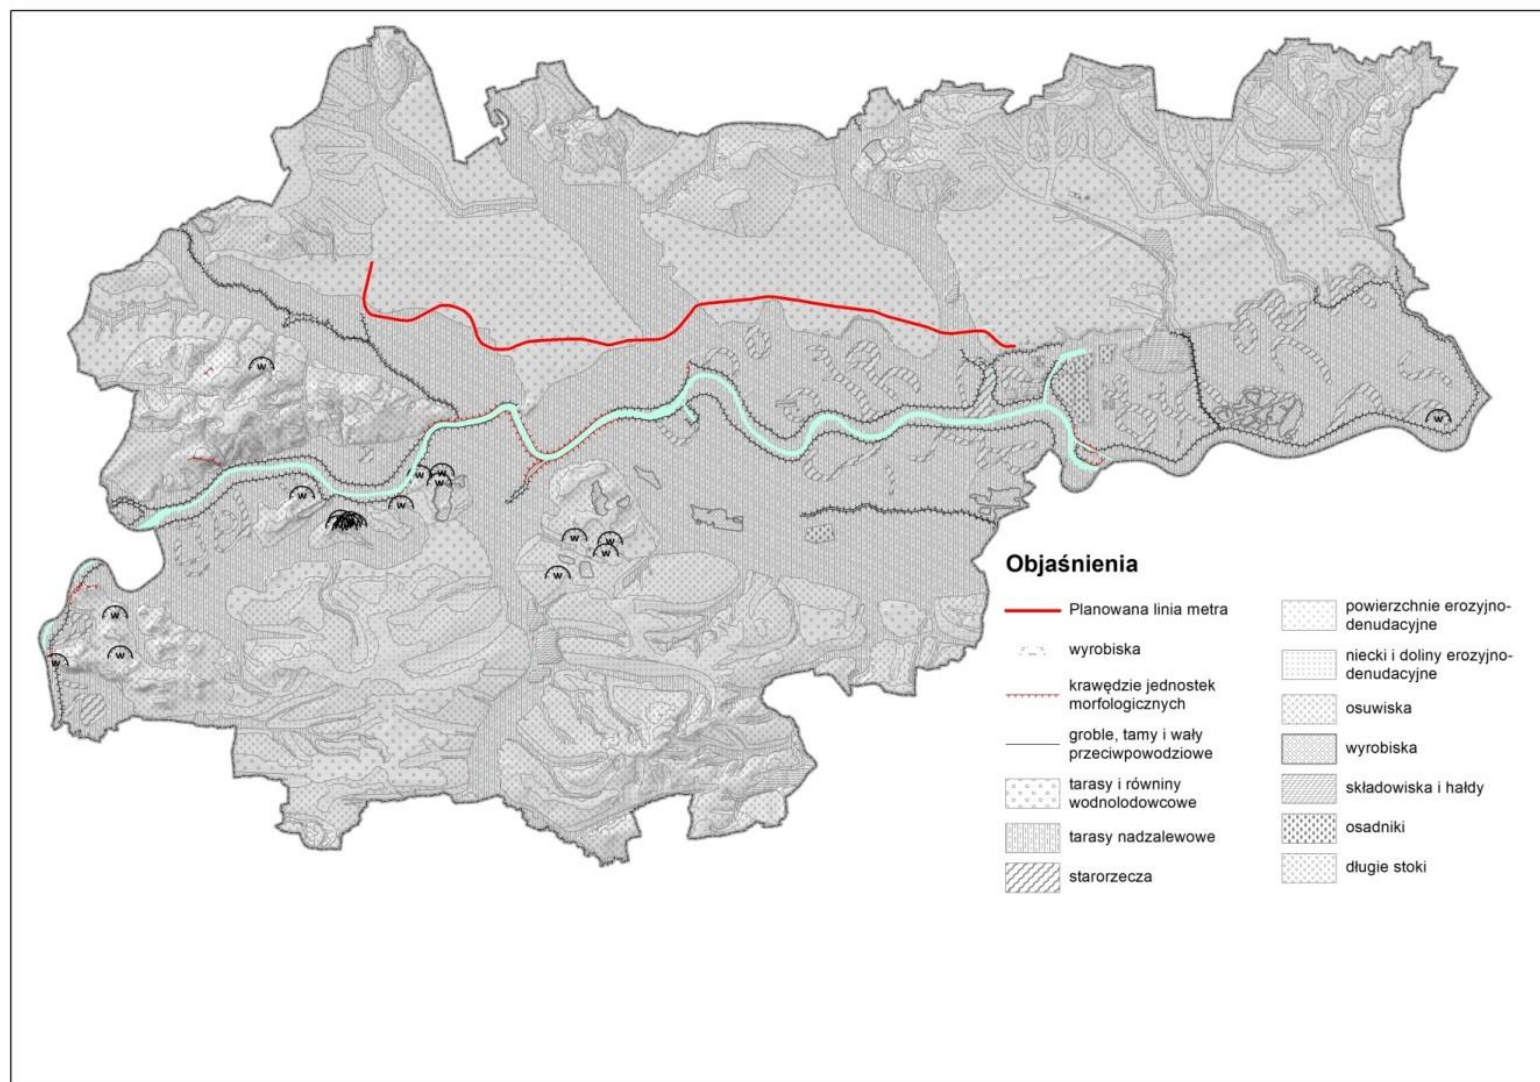 Objaśnienia
Planowana linia metra
wyrobiska
krawędzie jednostek
morfologicznych
groble, tamy i wały
przeciwpowodziowe
tarasy i równiny
wodnolodowcowe
tarasy nadzalewowe
starorzecza
powierzchnie erozyjno-
denudacyjne
niecki i doliny erozyjno-
denudacyjne
osuwiska
wyrobiska
składowiska i hałdy
osadniki
długie stoki
w
w
w
w
w
w
w
w
w
w
w
w
w
w